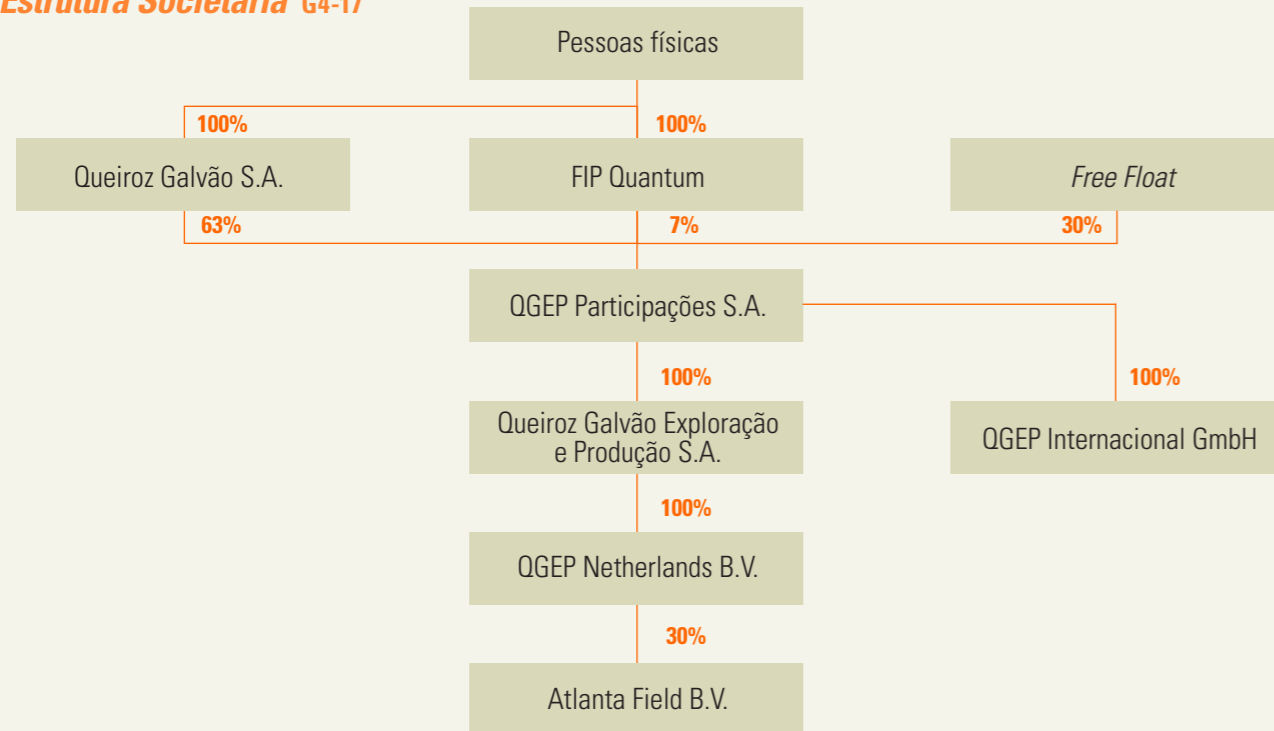 Estrutura Societária G4-17
Pessoas físicas
100%
100%
Queiroz Galvão S.A.
FIP Quantum
Free Float
63%
7%
30%
QGEP Participações S.A.
100%
100%
Queiroz Galvão Exploração
e Produção S.A.
QGEP Internacional GmbH
100%
QGEP Netherlands B.V.
30%
Atlanta Field B.V.